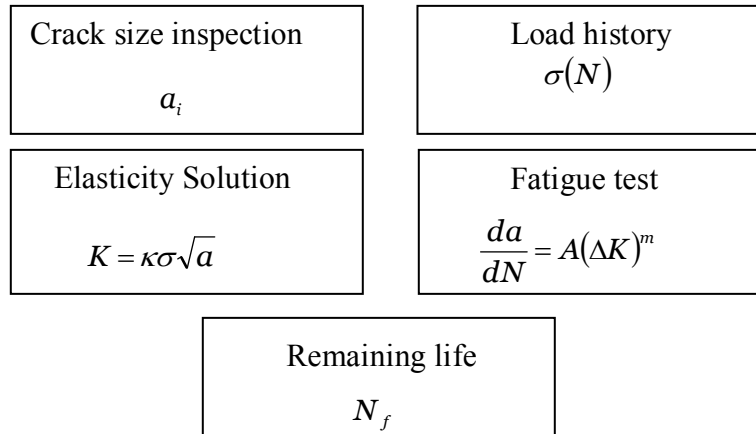 Crack size inspection
a_i
Load history
σ(N)
Elasticity Solution
K = κσ√a
Fatigue test
da/dN = A(ΔK)^m
Remaining life
N_f